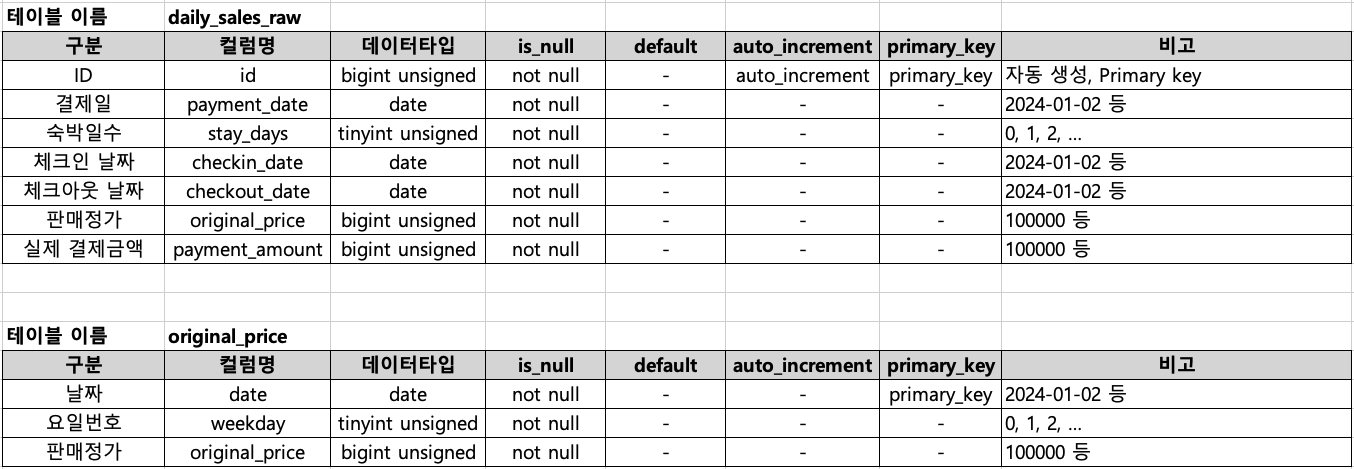 테이블 이름 daily_sales_raw
구분 컬럼명 데이터타입 is_null default auto_increment primary_key 비고
ID id bigint unsigned not null - auto_increment primary_key 자동 생성, Primary key
결제일 payment_date date not null - - - 2024-01-02 등
숙박일수 stay_days tinyint unsigned not null - - - 0, 1, 2, ...
체크인 날짜 checkin_date date not null - - - 2024-01-02 등
체크아웃 날짜 checkout_date date not null - - - 2024-01-02 등
판매정가 original_price bigint unsigned not null - - - 100000 등
실제 결제금액 payment_amount bigint unsigned not null - - - 100000 등
테이블 이름 original_price
구분 컬럼명 데이터타입 is_null default auto_increment primary_key 비고
날짜 date date not null - - primary_key 2024-01-02 등
요일번호 weekday tinyint unsigned not null - - - 0, 1, 2, ...
판매정가 original_price bigint unsigned not null - - - 100000 등